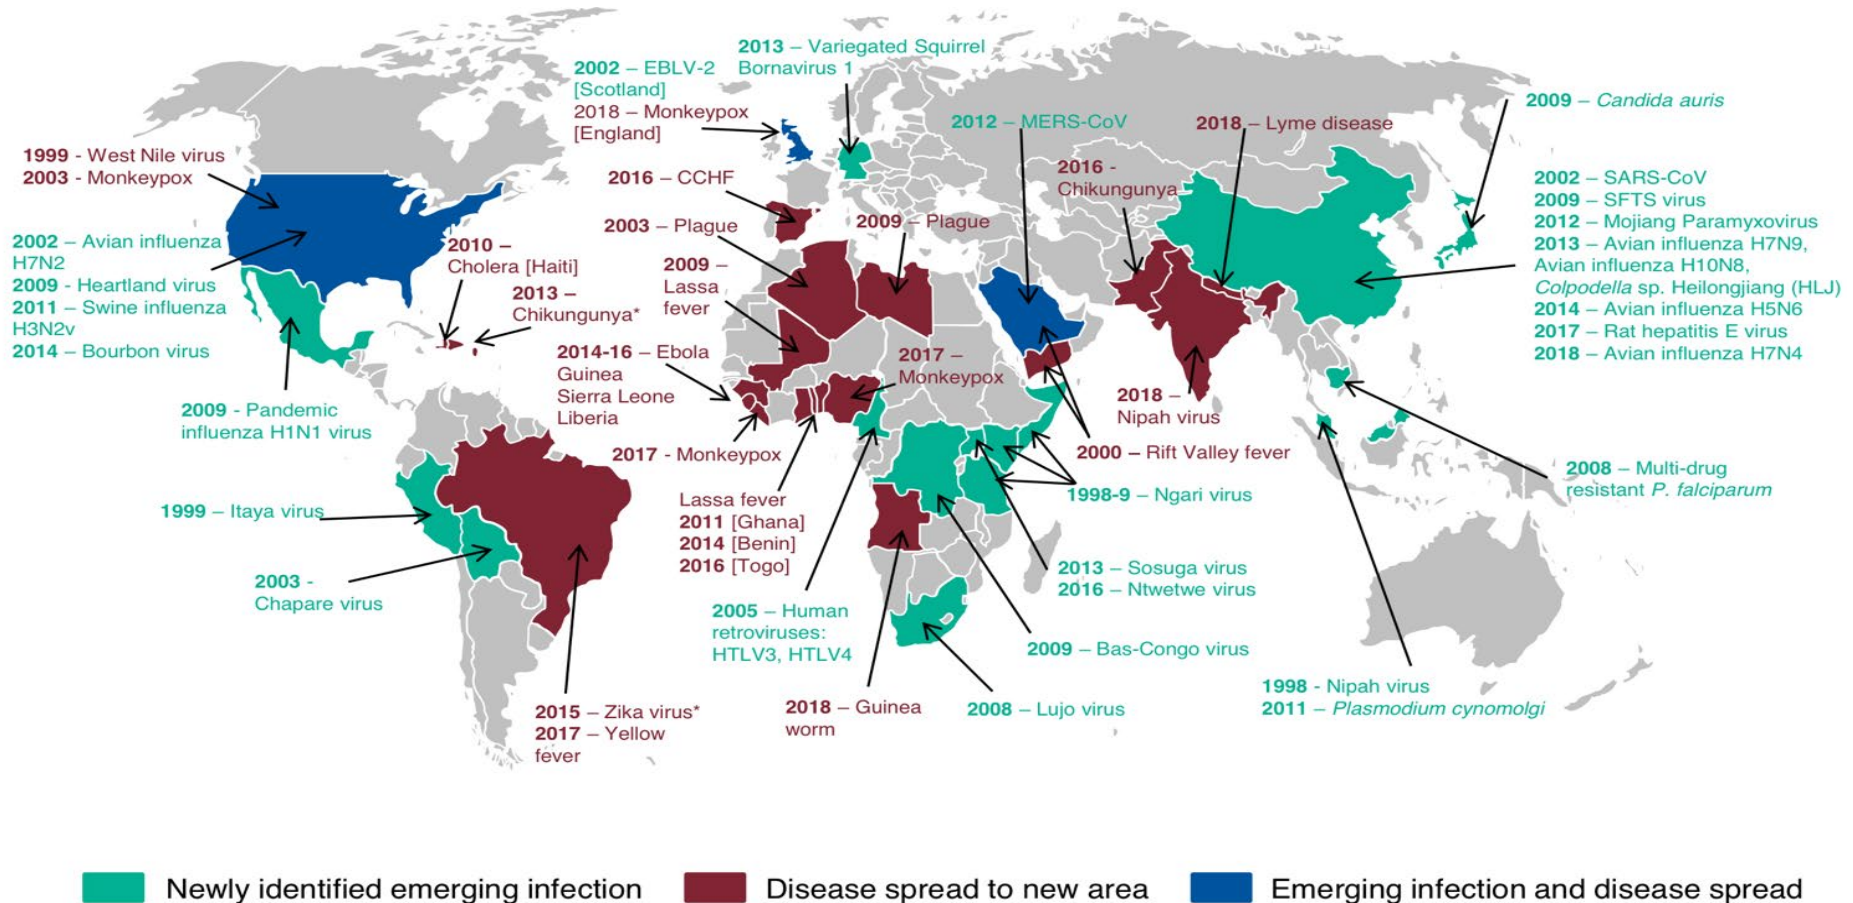 2013 – Variegated Squirrel
Bornavirus 1
2002 – EBLV-2
[Scotland]
2018 – Monkeypox
[England]
2012 – MERS-CoV
2018 – Lyme disease
2009 – Candida auris
1999 - West Nile virus
2003 - Monkeypox
2016 – CCHF
2016 -
Chikungunya
2002 – SARS-CoV
2009 – SFTS virus
2012 – Mojiang Paramyxovirus
2013 – Avian influenza H7N9,
Avian influenza H10N8,
Colpodella sp. Heilongjiang (HLJ)
2014 – Avian influenza H5N6
2017 – Rat hepatitis E virus
2018 – Avian influenza H7N4
2002 – Avian influenza
H7N2
2009 - Heartland virus
2011 – Swine influenza
H3N2v
2014 – Bourbon virus
2010 –
Cholera [Haiti]
2013 –
Chikungunya*
2003 – Plague
2009 – Plague
2009 –
Lassa
fever
2014-16 – Ebola
Guinea
Sierra Leone
Liberia
2017 –
Monkeypox
2018 –
Nipah virus
2009 - Pandemic
influenza H1N1 virus
2017 - Monkeypox
2000 – Rift Valley fever
1998-9 – Ngari virus
2008 – Multi-drug
resistant P. falciparum
1999 – Itaya virus
Lassa fever
2011 [Ghana]
2014 [Benin]
2016 [Togo]
2003 -
Chapare virus
2013 – Sosuga virus
2016 – Ntwetwe virus
2005 – Human
retroviruses:
HTLV3, HTLV4
2009 – Bas-Congo virus
2015 – Zika virus*
2017 – Yellow
fever
2018 – Guinea
worm
2008 – Lujo virus
1998 - Nipah virus
2011 – Plasmodium cynomolgi
Newly identified emerging infection
Disease spread to new area
Emerging infection and disease spread